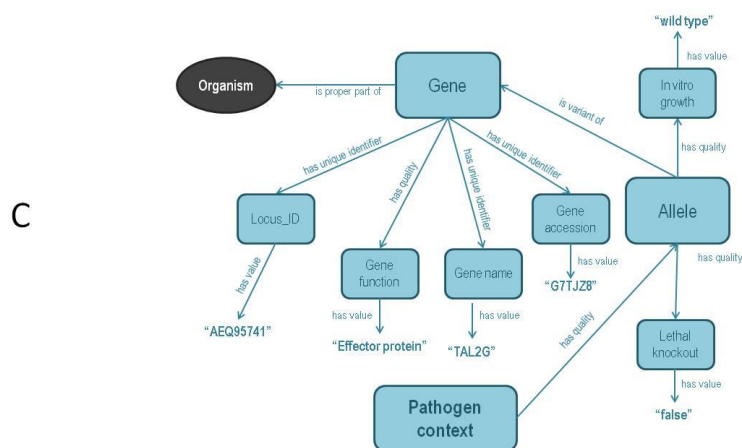 "wild type"
has value
Organism
is proper part of
Gene
In vitro
growth
is variant of
has quality
has unique identifier
has quality
has unique identifier
has unique identifier
C
Locus_ID
Gene
accession
Allele
has value
Gene
function
Gene name
has value
has quality
"G7TJZ8"
"AEQ95741"
has value
has value
has quality
Lethal
knockout
"Effector protein"
"TAL2G"
has value
Pathogen
context
"false"